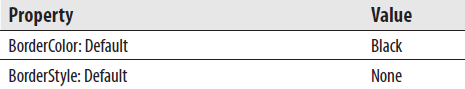 Property Value
BorderColor: Default Black
BorderStyle: Default None